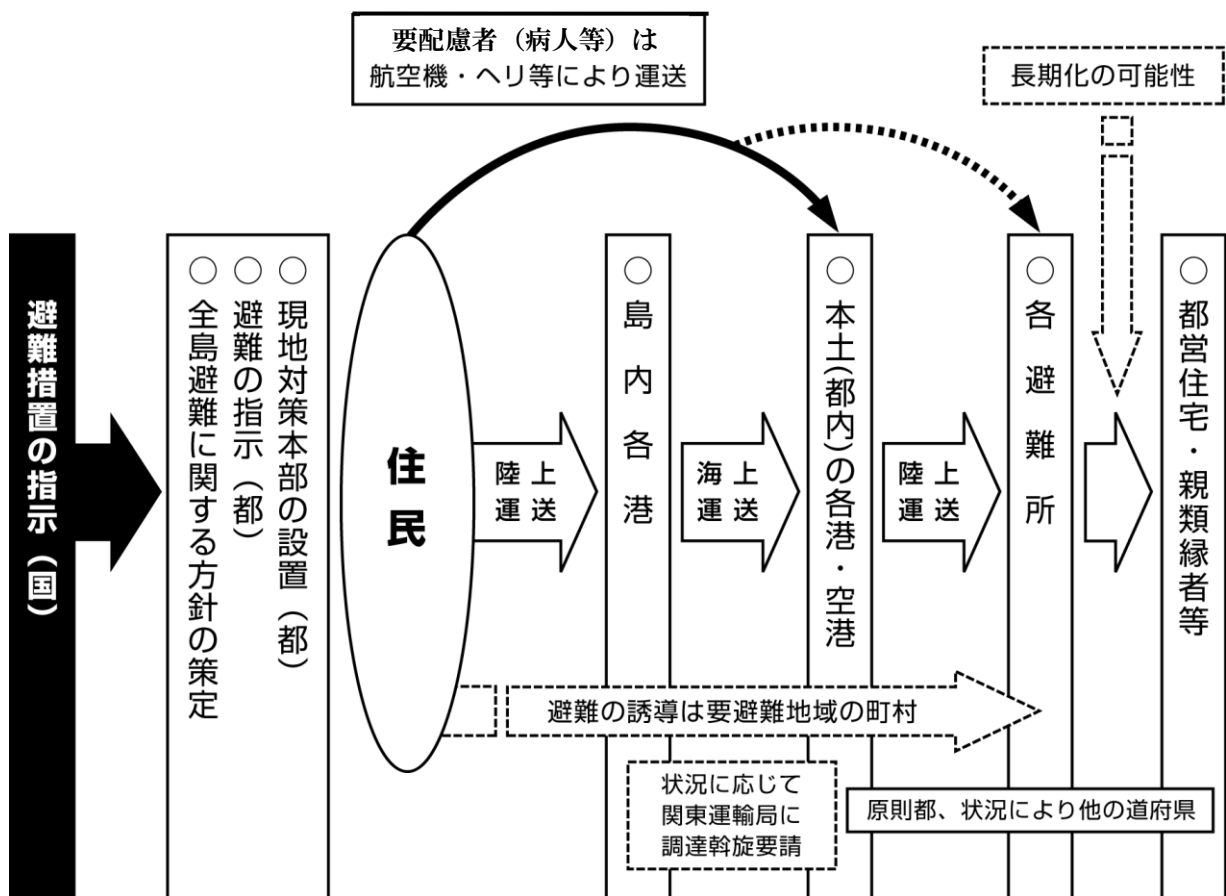 要配慮者（病人等）は
航空機・ヘリ等により運送
長期化の可能性
避難措置の指示（国）
○現地対策本部の設置（都）
○避難の指示（都）
○全島避難に関する方針の策定
住民
陸上
運送
○島内各港
海上
運送
○本土(都内)の各港・空港
陸上
運送
○各避難所
○都営住宅・親類縁者等
避難の誘導は要避難地域の町村
状況に応じて
関東運輸局に
調達斡旋要請
原則都、状況により他の道府県